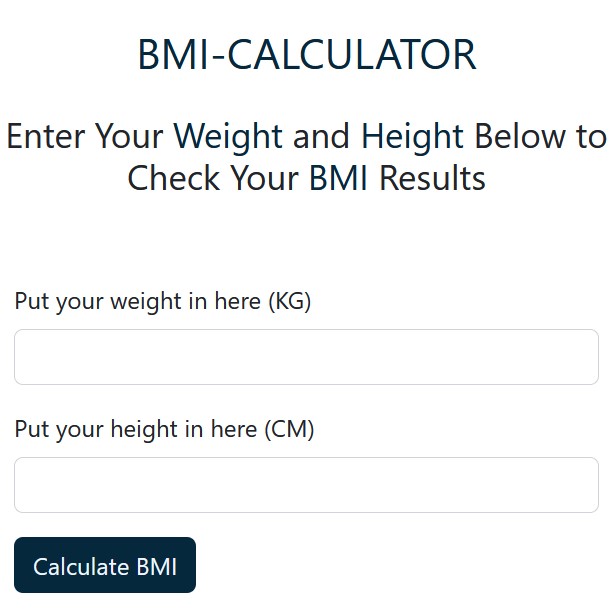 BMI-CALCULATOR
Enter Your Weight and Height Below to
Check Your BMI Results
Put your weight in here (KG)
Put your height in here (CM)
Calculate BMI